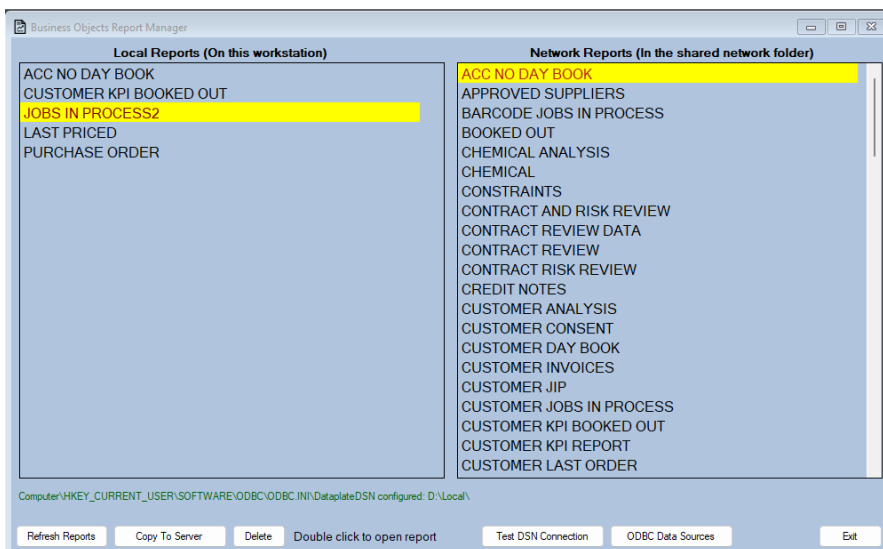 Business Objects Report Manager
Local Reports (On this workstation)
ACC NO DAY BOOK
CUSTOMER KPI BOOKED OUT
JOBS IN PROCESS2
LAST PRICED
PURCHASE ORDER
Network Reports (In the shared network folder)
ACC NO DAY BOOK
APPROVED SUPPLIERS
BARCODE JOBS IN PROCESS
BOOKED OUT
CHEMICAL ANALYSIS
CHEMICAL
CONSTRAINTS
CONTRACT AND RISK REVIEW
CONTRACT REVIEW DATA
CONTRACT REVIEW
CONTRACT RISK REVIEW
CREDIT NOTES
CUSTOMER ANALYSIS
CUSTOMER CONSENT
CUSTOMER DAY BOOK
CUSTOMER INVOICES
CUSTOMER JIP
CUSTOMER JOBS IN PROCESS
CUSTOMER KPI BOOKED OUT
CUSTOMER KPI REPORT
CUSTOMER LAST ORDER
Computer\HKEY_CURRENT_USER\SOFTWARE\ODBC\ODBC.INI\DataplateDSN configured: D:\Local\
Refresh Reports Copy To Server Delete Double click to open report Test DSN Connection ODBC Data Sources Exit